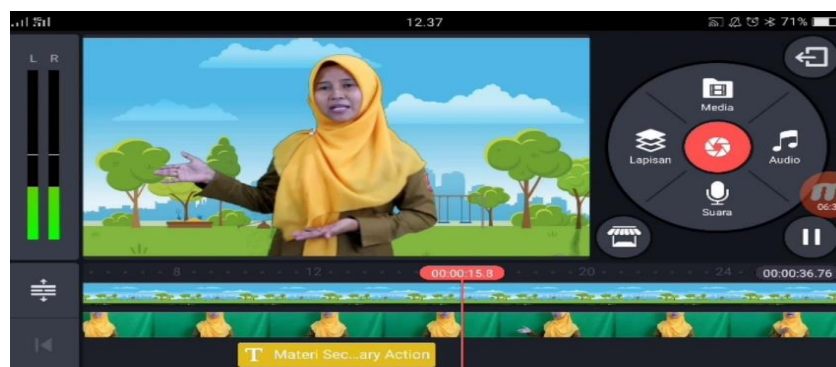 12.37
71%
L R
Media
Lapisan
Audio
Suara
8
12
00:00:15.8
20
24
00:00:36.76
T Materi Sec...ary Action